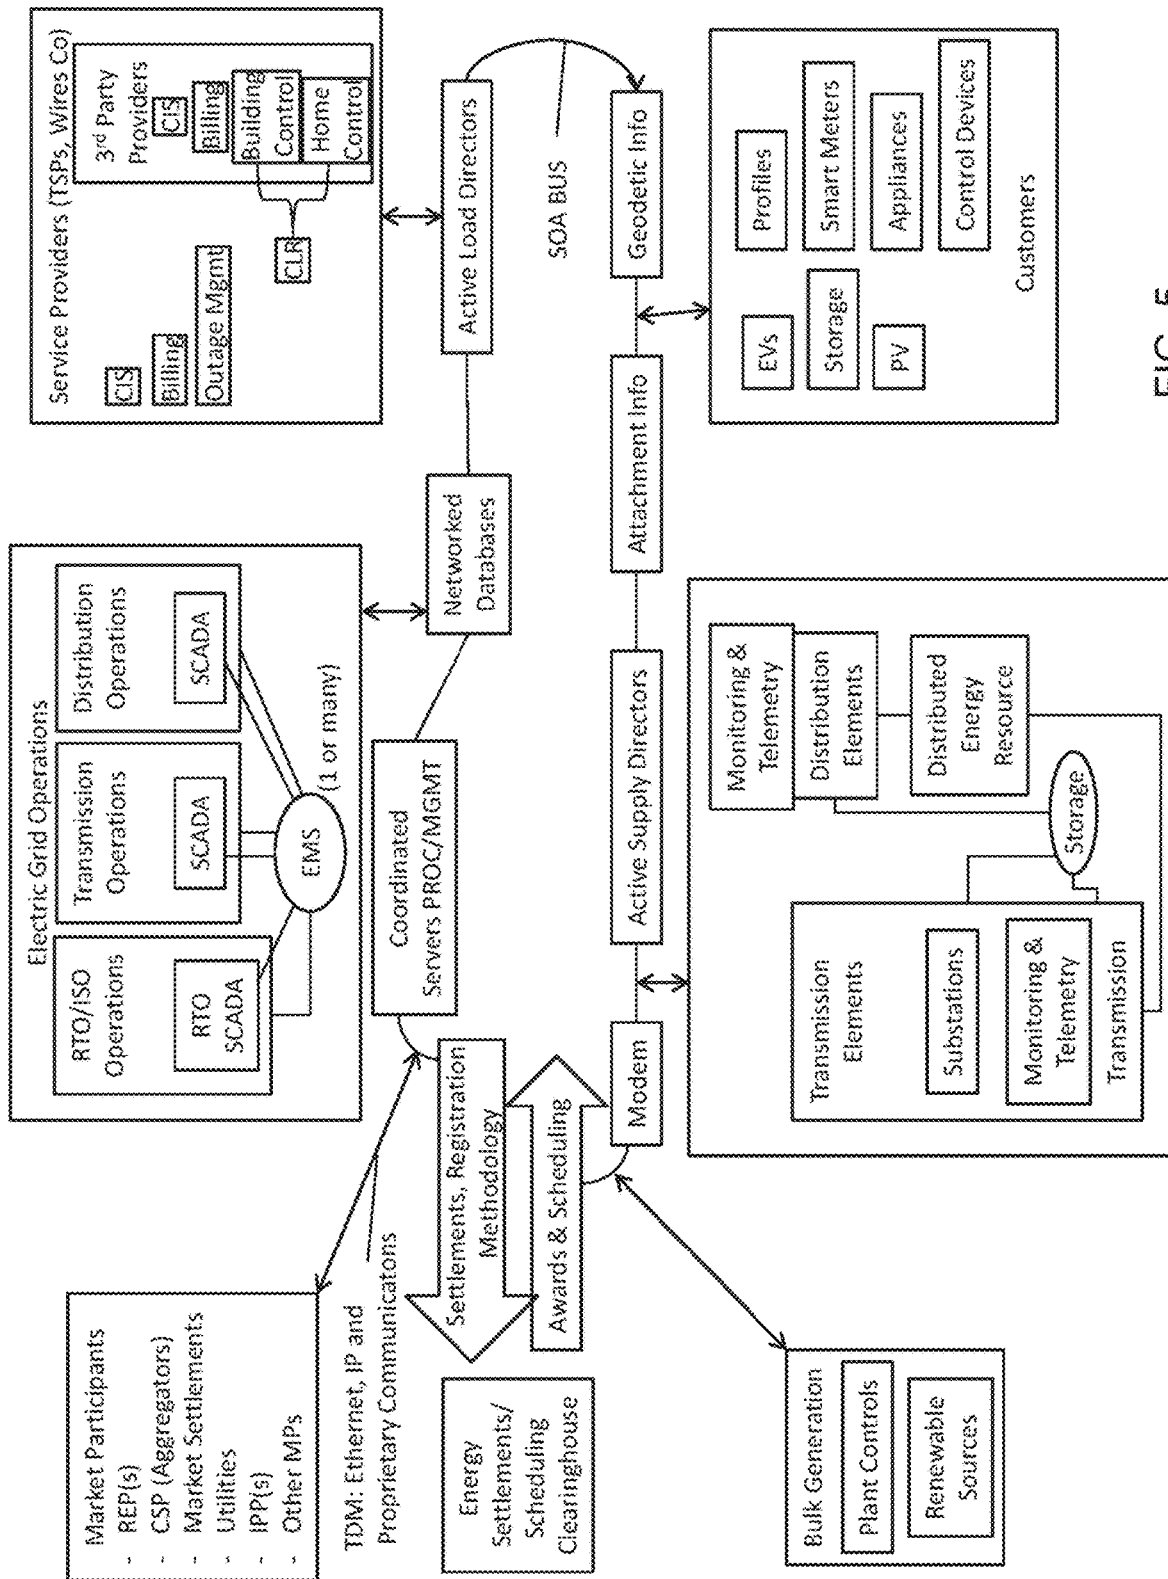 Market Participants
- REP(s)
- CSP (Aggregators)
- Market Settlements
- Utilities
- IPP(s)
- Other MPs
TDM: Ethernet, IP and
Proprietary Communicatons
Energy
Settlements/
Scheduling
Clearinghouse
Bulk Generation
Plant Controls
Renewable
Sources
Electric Grid Operations
RTO/ISO
Operations
RTO
SCADA
Transmission
Operations
SCADA
Distribution
Operations
SCADA
EMS
(1 or many)
Service Providers (TSPs, Wires Co)
CIS
Billing
Outage Mgmt
3rd Party
Providers
CIS
Billing
Building
Control
Home
Control
CLR
Settlements, Registration
Methodology
Awards & Scheduling
Coordinated
Servers PROC/MGMT
Networked
Databases
Active Load Directors
SOA BUS
Modem
Active Supply Directors
Attachment Info
Geodetic Info
Transmission
Elements
Substations
Monitoring &
Telemetry
Transmission
Monitoring &
Telemetry
Distribution
Elements
Distributed
Energy
Resource
Storage
EVs
Storage
PV
Profiles
Smart Meters
Appliances
Control Devices
Customers